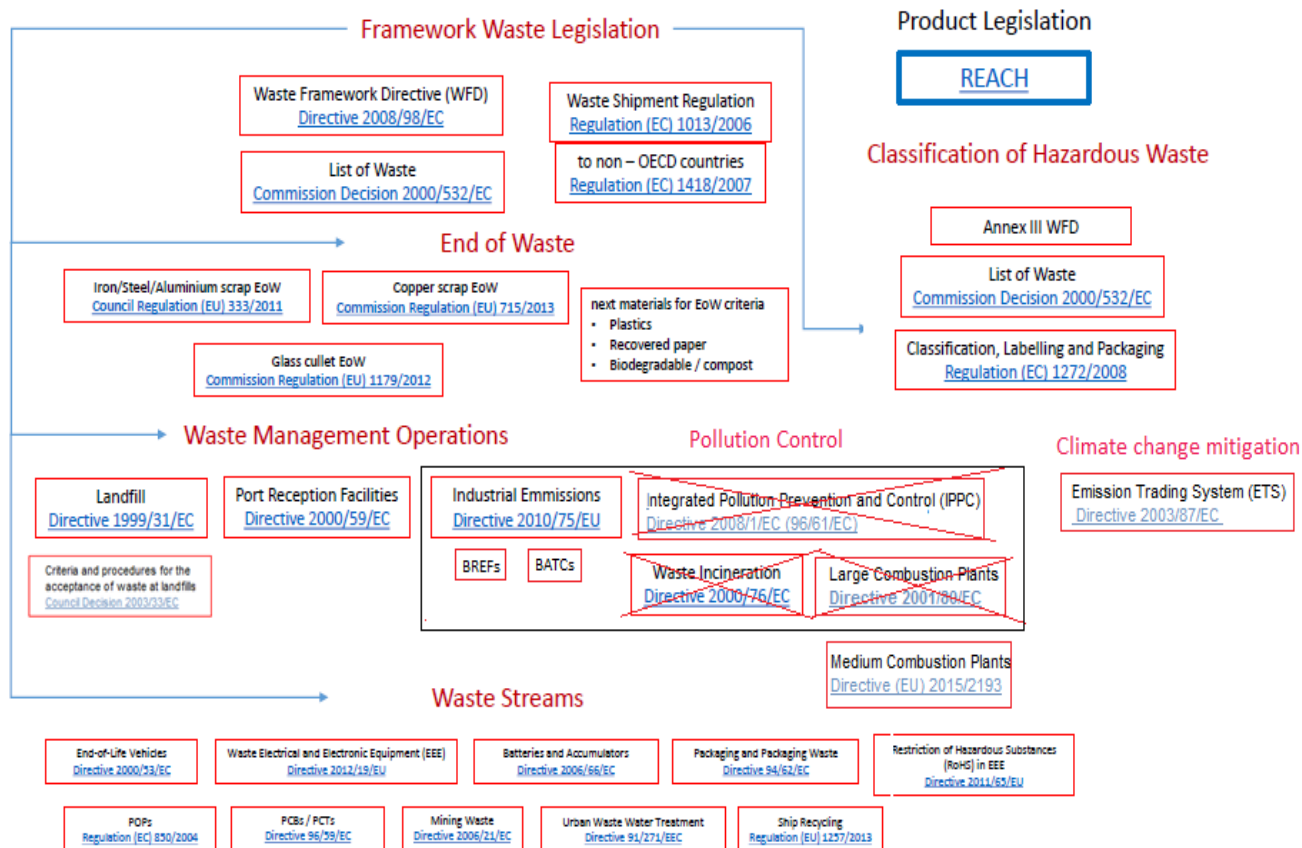 Framework Waste Legislation
Product Legislation
REACH
Waste Framework Directive (WFD)
Directive 2008/98/EC
Waste Shipment Regulation
Regulation (EC) 1013/2006
List of Waste
Commission Decision 2000/532/EC
to non – OECD countries
Regulation (EC) 1418/2007
Classification of Hazardous Waste
Annex III WFD
List of Waste
Commission Decision 2000/532/EC
Classification, Labelling and Packaging
Regulation (EC) 1272/2008
End of Waste
Iron/Steel/Aluminium scrap EoW
Council Regulation (EU) 333/2011
Copper scrap EoW
Commission Regulation (EU) 715/2013
next materials for EoW criteria
• Plastics
• Recovered paper
• Biodegradable / compost
Glass cullet EoW
Commission Regulation (EU) 1179/2012
Waste Management Operations
Pollution Control
Climate change mitigation
Landfill
Directive 1999/31/EC
Port Reception Facilities
Directive 2000/59/EC
Industrial Emmissions
Directive 2010/75/EU
Integrated Pollution Prevention and Control (IPPC)
Directive 2008/1/EC (96/61/EC)
Emission Trading System (ETS)
Directive 2003/87/EC
Criteria and procedures for the
acceptance of waste at landfills
Council Decision 2003/33/EC
BREFs
BATCs
Waste Incineration
Directive 2000/76/EC
Large Combustion Plants
Directive 2001/80/EC
Medium Combustion Plants
Directive (EU) 2015/2193
Waste Streams
End-of-Life Vehicles
Directive 2000/53/EC
Waste Electrical and Electronic Equipment (EEE)
Directive 2012/19/EU
Batteries and Accumulators
Directive 2006/66/EC
Packaging and Packaging Waste
Directive 94/62/EC
Restriction of Hazardous Substances
(RoHS) in EEE
Directive 2011/65/EU
POPs
Regulation (EC) 850/2004
PCBs / PCTs
Directive 96/59/EC
Mining Waste
Directive 2006/21/EC
Urban Waste Water Treatment
Directive 91/271/EEC
Ship Recycling
Regulation (EU) 1257/2013